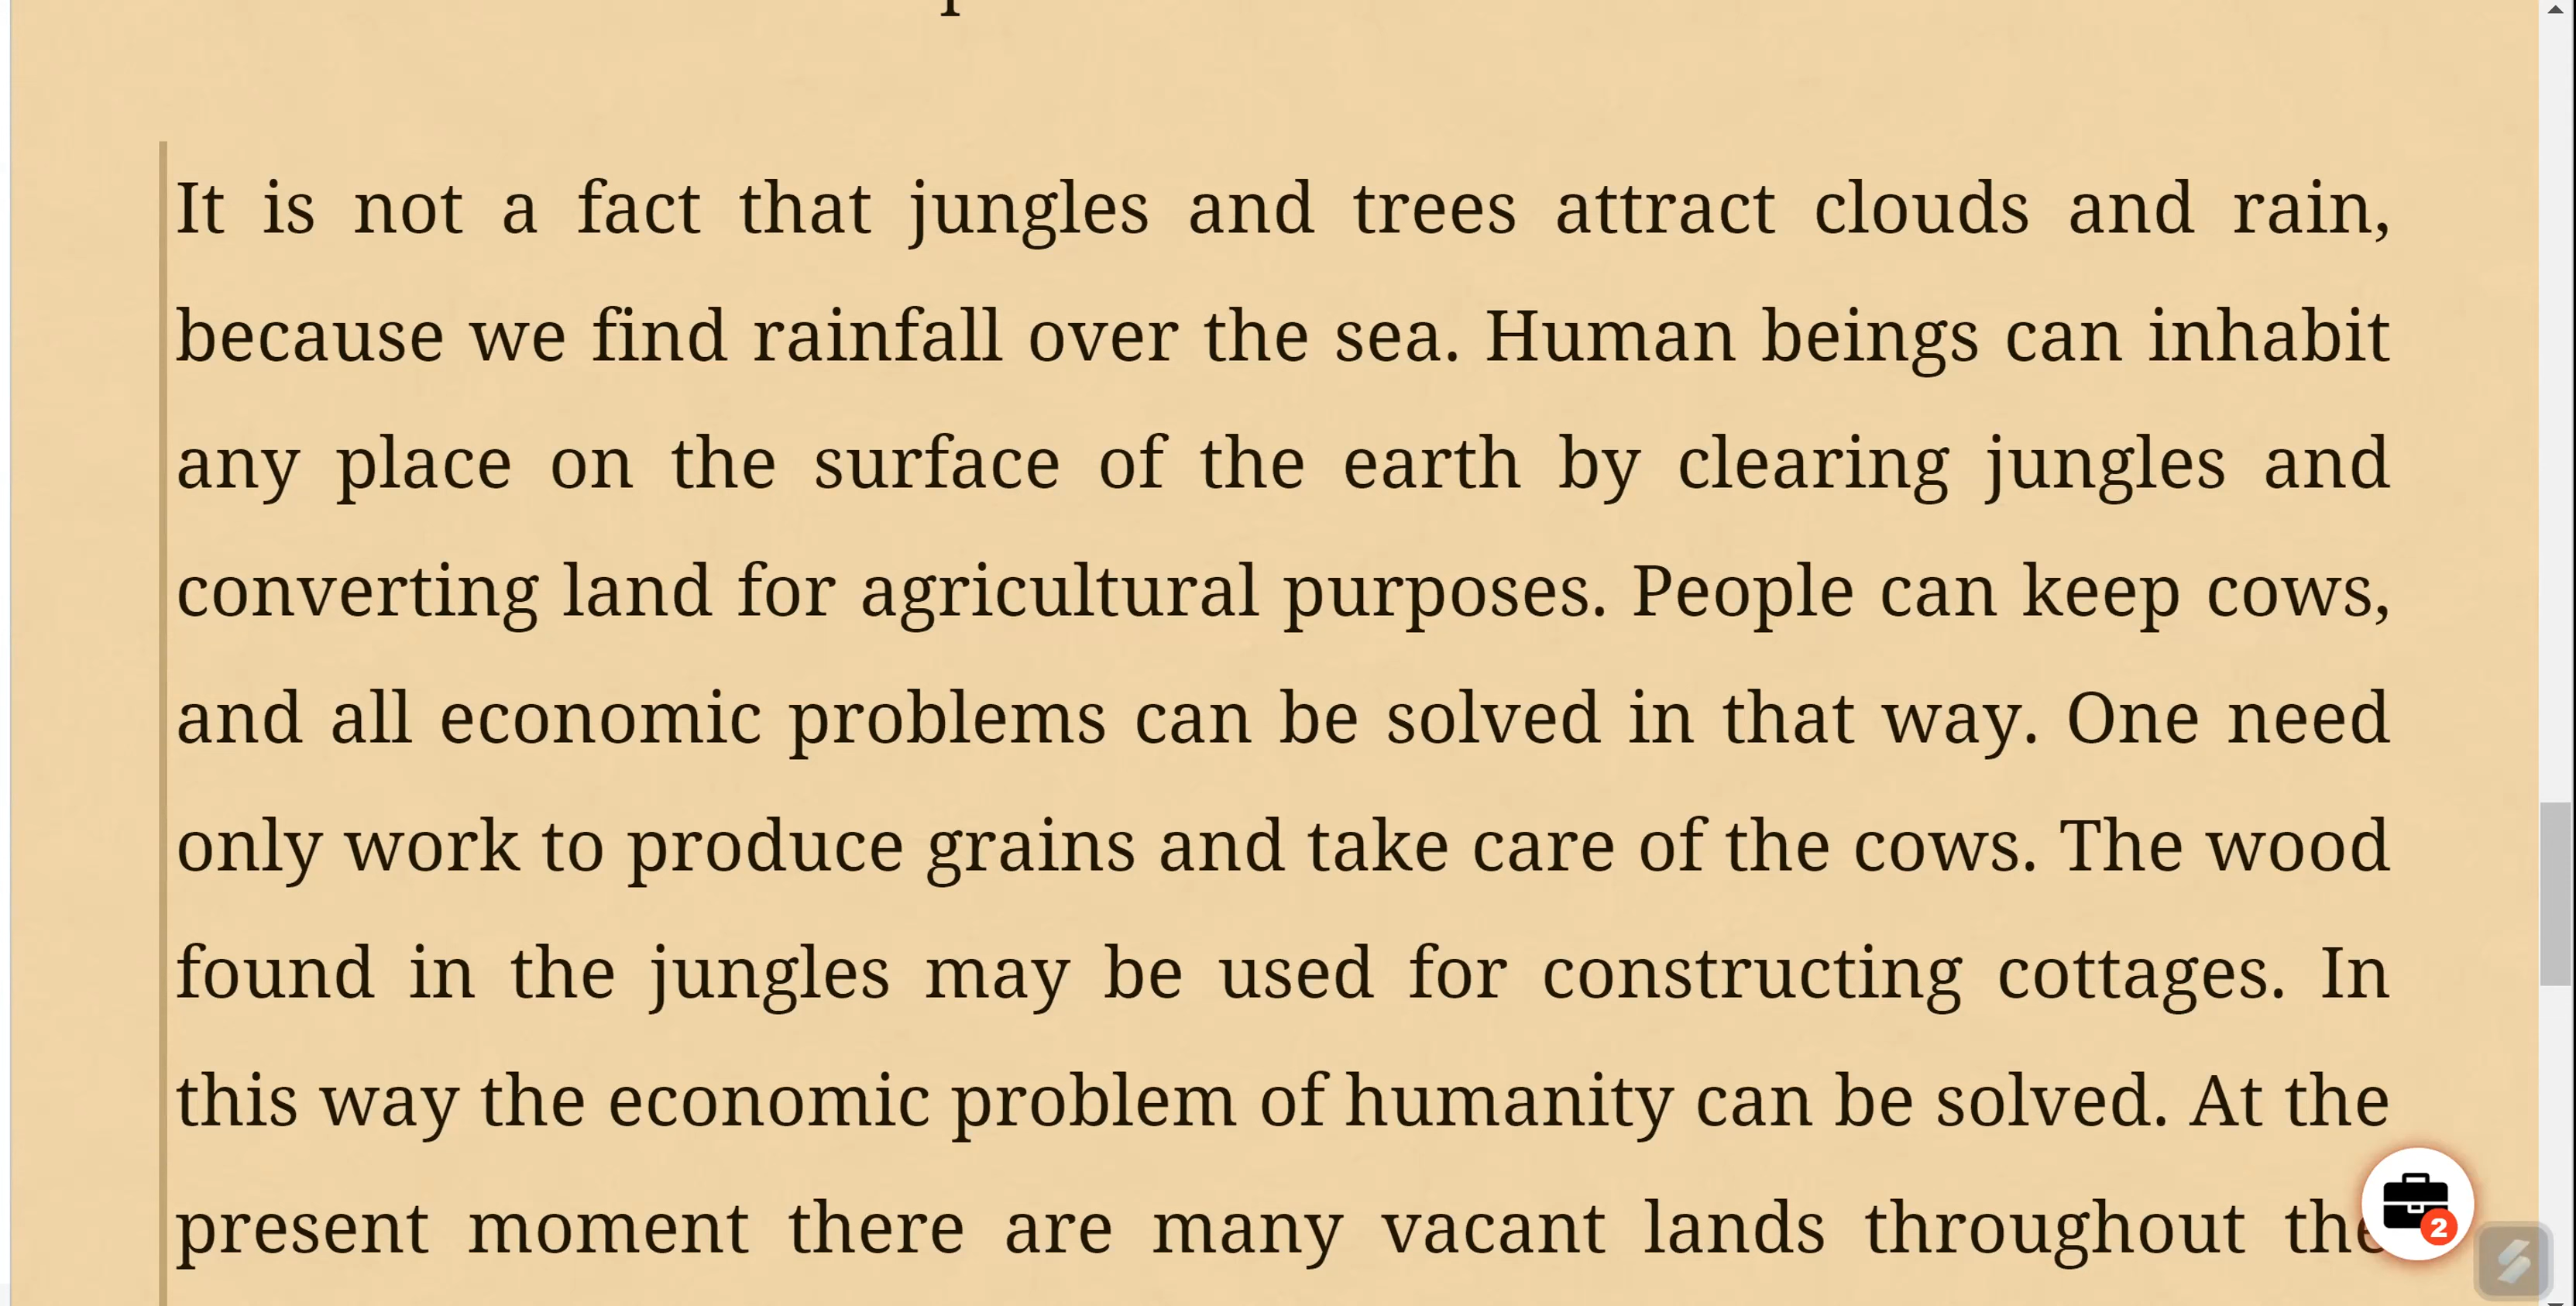 It is not a fact that jungles and trees attract clouds and rain,
because we find rainfall over the sea. Human beings can inhabit
any place on the surface of the earth by clearing jungles and
converting land for agricultural purposes. People can keep cows,
and all economic problems can be solved in that way. One need
only work to produce grains and take care of the cows. The wood
found in the jungles may be used for constructing cottages. In
this way the economic problem of humanity can be solved. At the
present moment there are many vacant lands throughout the
2